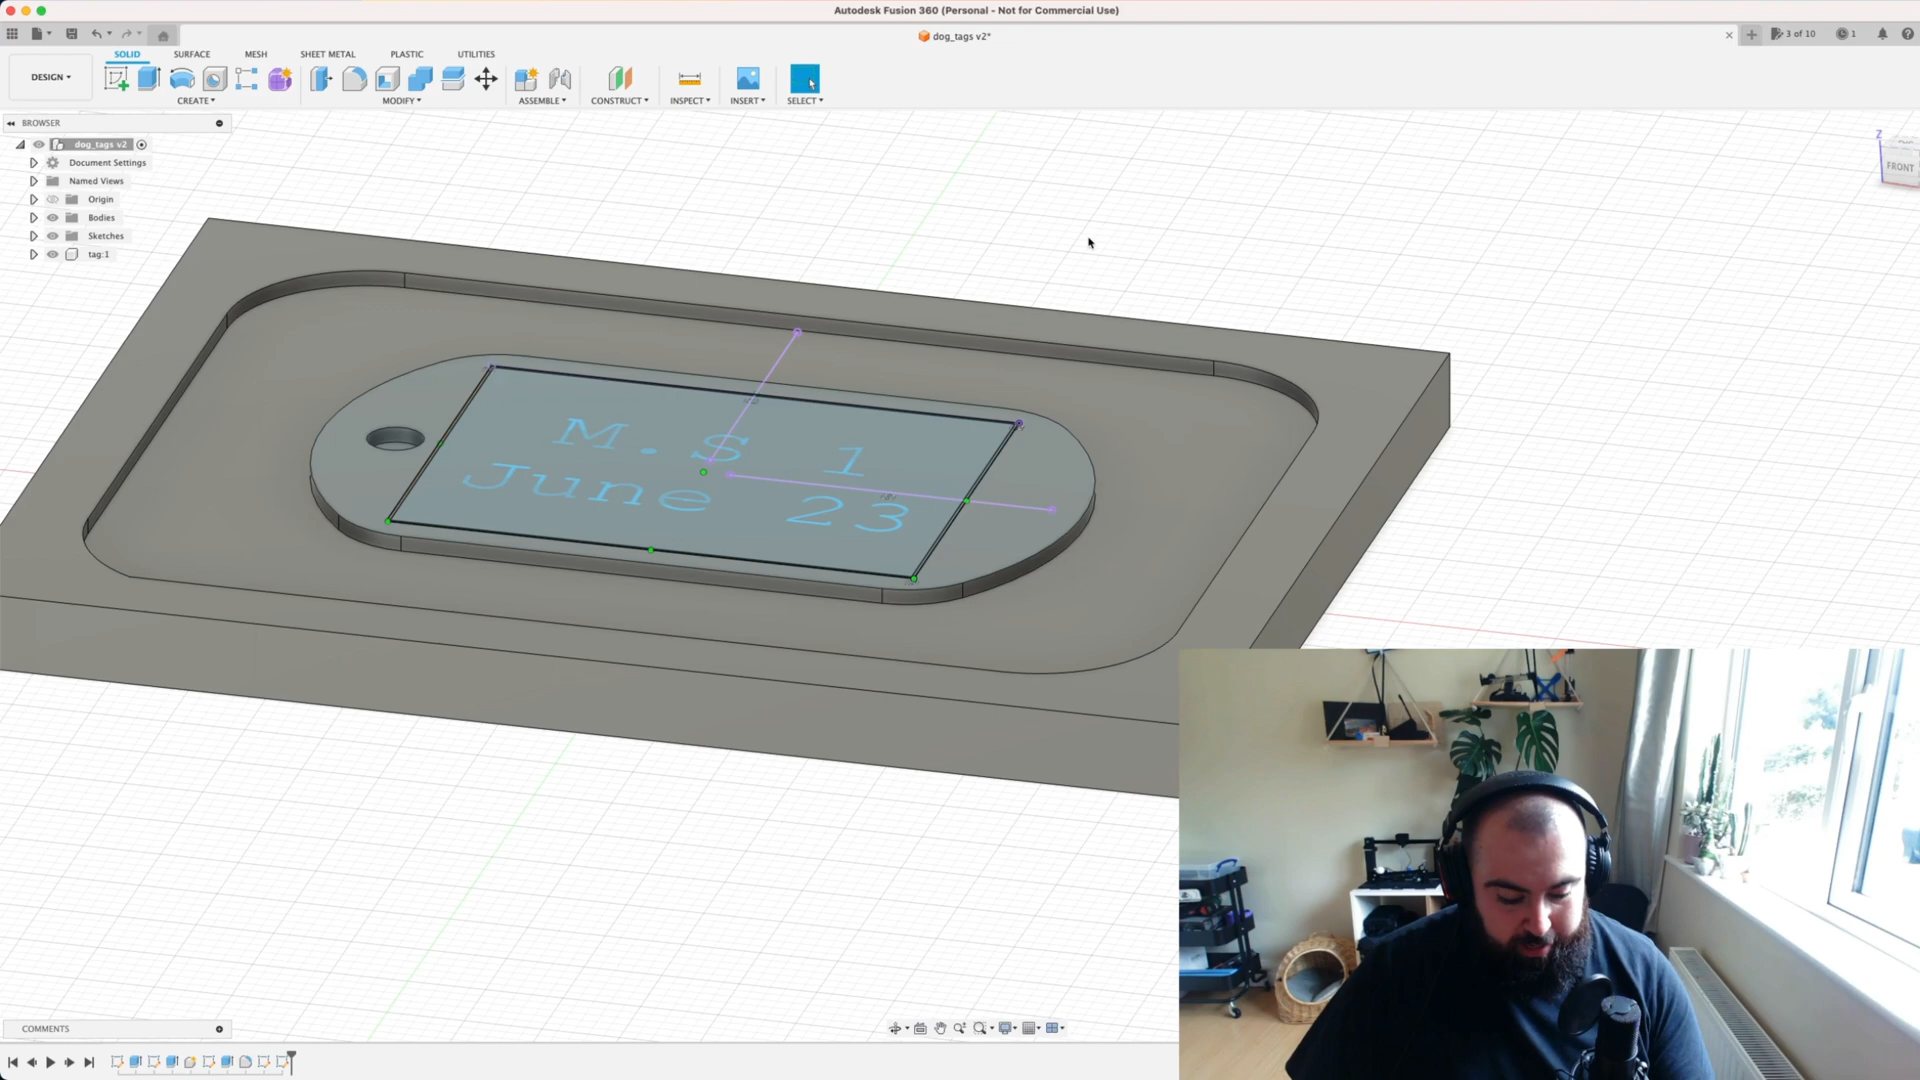 Autodesk Fusion 360 (Personal - Not for Commercial Use)
dog_tags v2*
3 of 10
1
DESIGN
SOLID
SURFACE
MESH
SHEET METAL
PLASTIC
UTILITIES
CREATE
MODIFY
ASSEMBLE
CONSTRUCT
INSPECT
INSERT
SELECT
BROWSER
dog_tags v2
Document Settings
Named Views
Origin
Bodies
Sketches
tag:1
Z
FRONT
M.S 1
June 23
COMMENTS